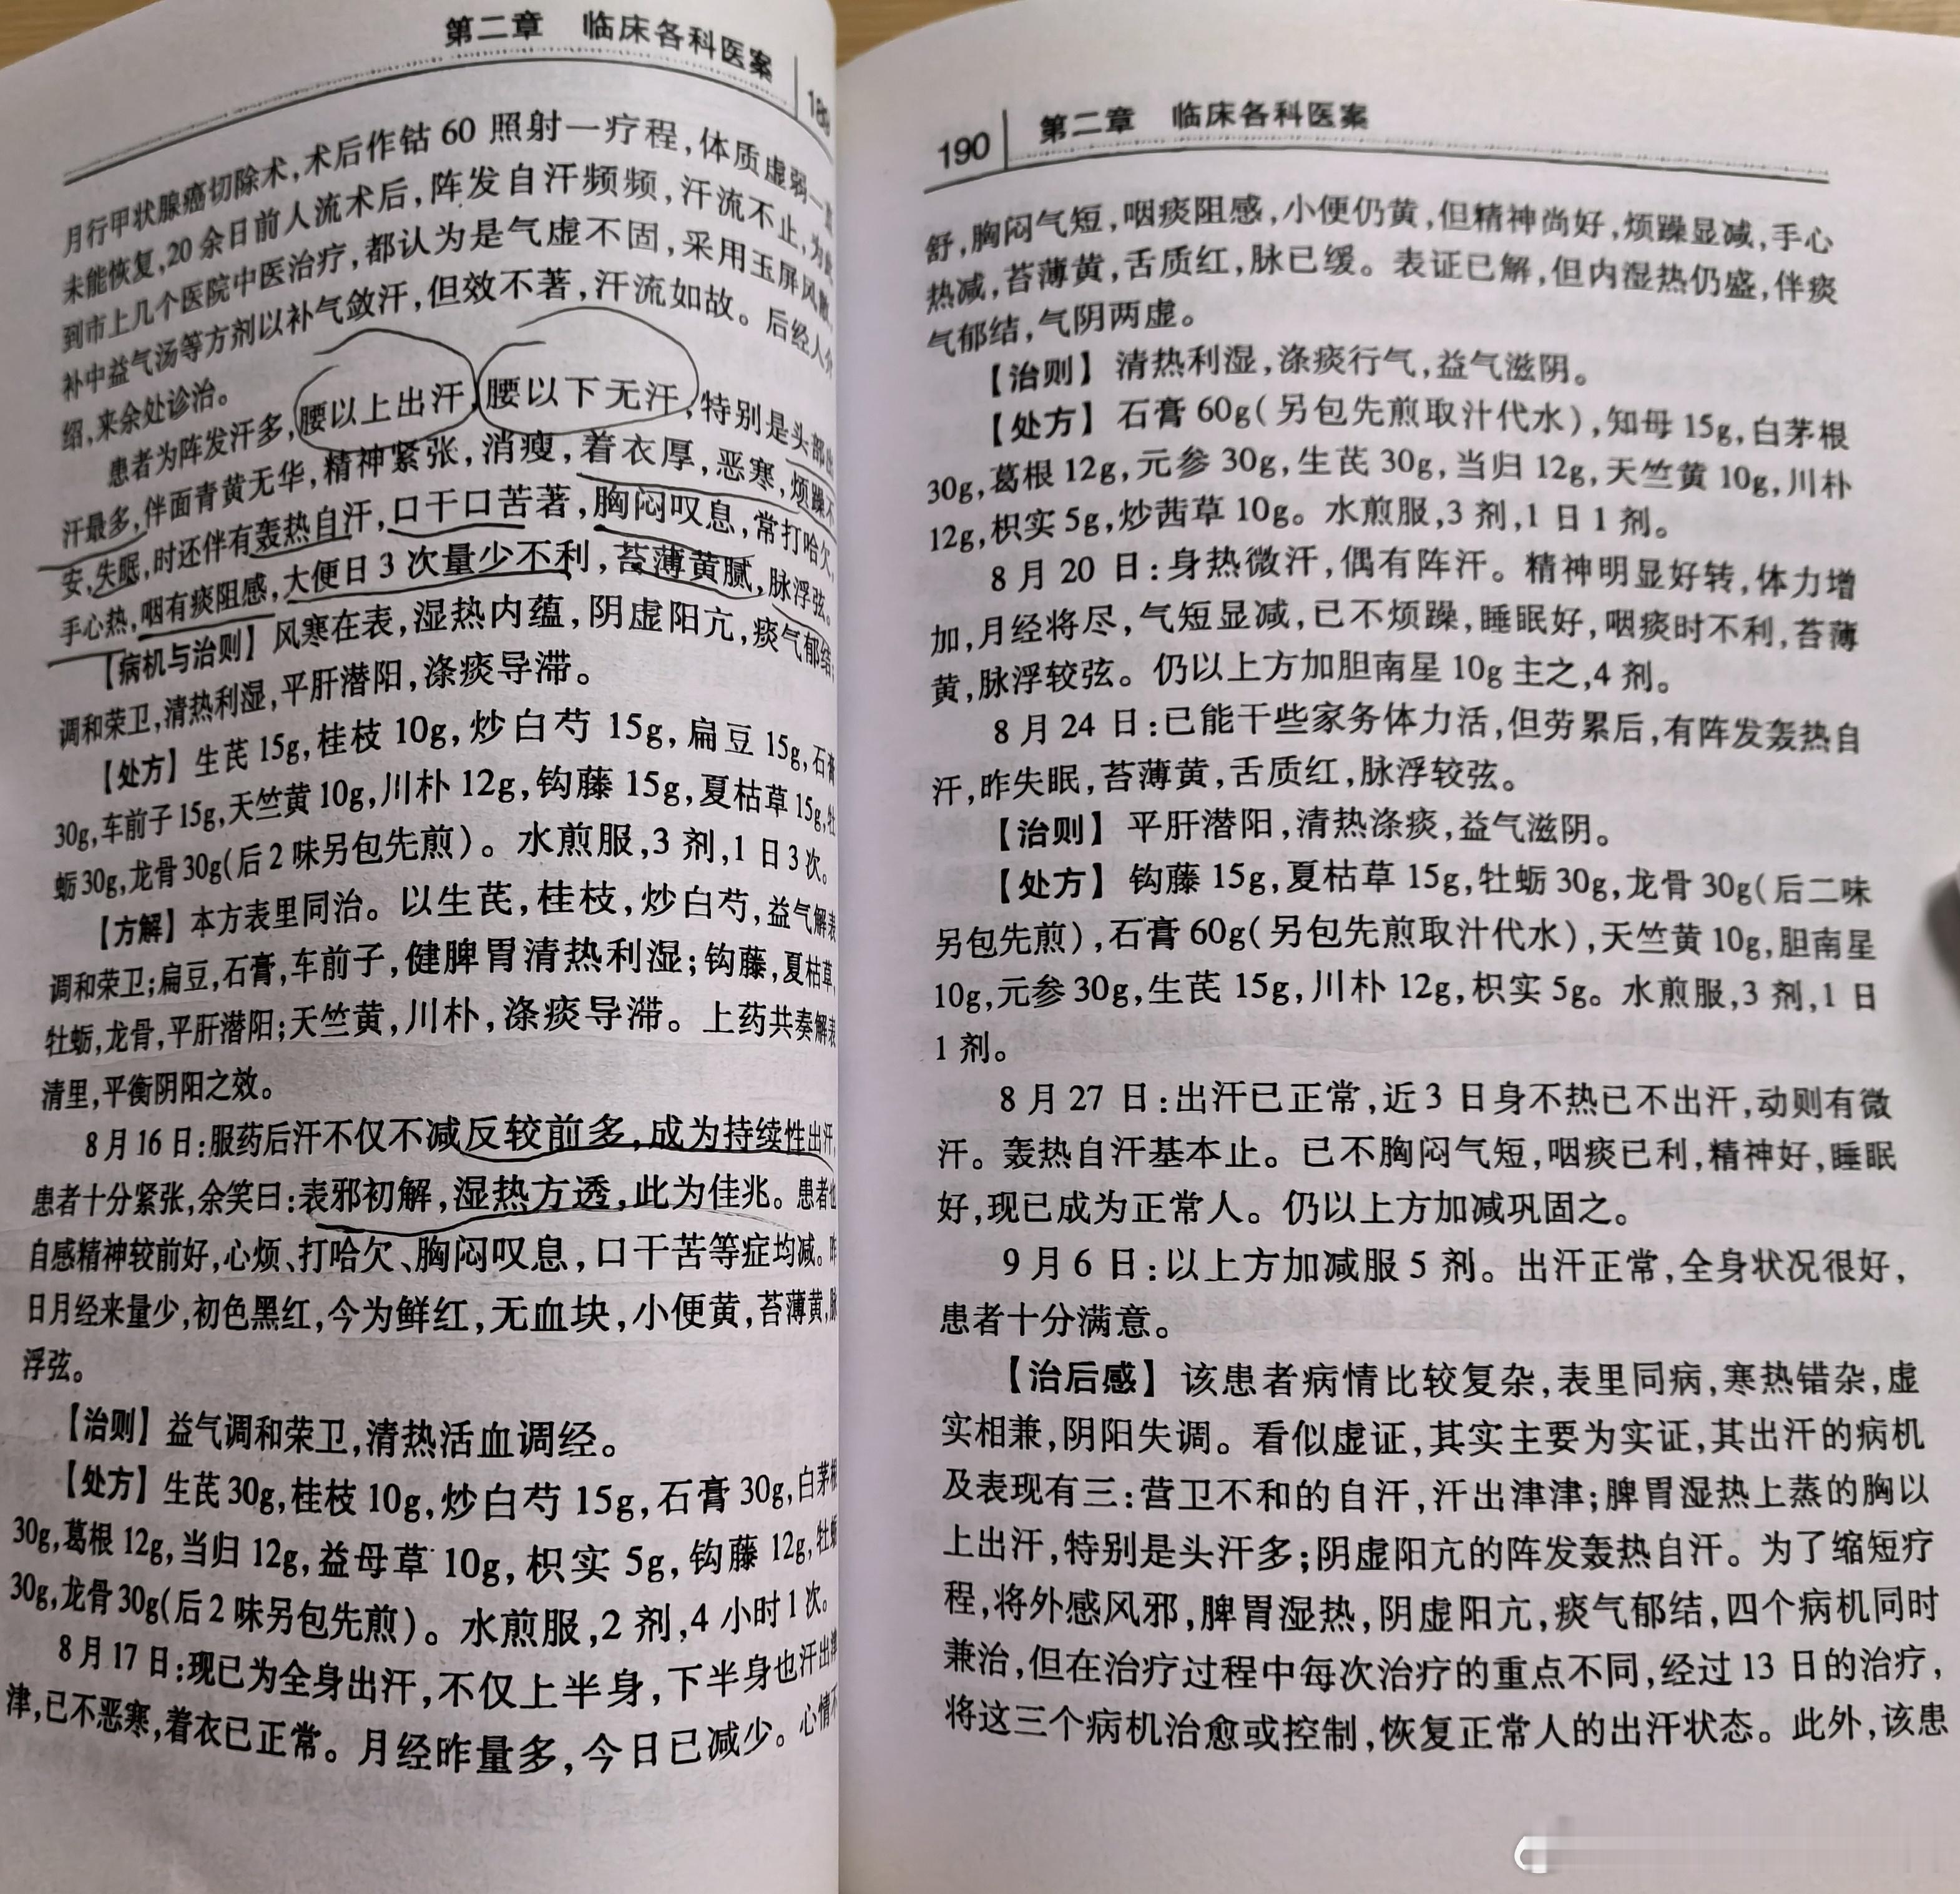 第二章 临床各科医案
189
月行甲状腺癌切除术,术后作钴60照射一疗程,体质虚弱一直
未能恢复,20余日前人流术后,阵发自汗频频,汗流不止,为此
到市上几个医院中医治疗,都认为是气虚不固,采用玉屏风散,
补中益气汤等方剂以补气敛汗,但效不著,汗流如故。后经人介
绍,来余处诊治。
患者为阵发汗多,腰以上出汗,腰以下无汗,特别是头部出
汗最多,伴面青黄无华,精神紧张,消瘦,着衣厚,恶寒,烦躁不
安,失眠,时还伴有轰热自汗,口干口苦著,胸闷叹息,常打哈欠,
手心热,咽有痰阻感,大便日3次量少不利,苔薄黄腻,脉浮弦。
【病机与治则】风寒在表,湿热内蕴,阴虚阳亢,痰气郁结,
调和荣卫,清热利湿,平肝潜阳,涤痰导滞。
【处方】生芪15g,桂枝10g,炒白芍15g,扁豆15g,石膏
30g,车前子15g,天竺黄10g,川朴12g,钩藤15g,夏枯草15g,牡
蛎30g,龙骨30g(后2味另包先煎)。水煎服,3剂,1日3次。
【方解】本方表里同治。以生芪,桂枝,炒白芍,益气解表
调和荣卫;扁豆,石膏,车前子,健脾胃清热利湿;钩藤,夏枯草,
牡蛎,龙骨,平肝潜阳;天竺黄,川朴,涤痰导滞。上药共奏解表
清里,平衡阴阳之效。
8月16日:服药后汗不仅不减反较前多,成为持续性出汗,
患者十分紧张,余笑曰:表邪初解,湿热方透,此为佳兆。患者也
自感精神较前好,心烦、打哈欠、胸闷叹息,口干苦等症均减。昨
日月经来量少,初色黑红,今为鲜红,无血块,小便黄,苔薄黄,脉
浮弦。
【治则】益气调和荣卫,清热活血调经。
【处方】生芪30g,桂枝10g,炒白芍15g,石膏30g,白茅根
30g,葛根12g,当归12g,益母草10g,枳实5g,钩藤12g,牡蛎
30g,龙骨30g(后2味另包先煎)。水煎服,2剂,4小时1次。
8月17日:现已为全身出汗,不仅上半身,下半身也汗出津
津,已不恶寒,着衣已正常。月经昨量多,今日已减少。心情不
190
第二章 临床各科医案
舒,胸闷气短,咽痰阻感,小便仍黄,但精神尚好,烦躁显减,手心
热减,苔薄黄,舌质红,脉已缓。表证已解,但内湿热仍盛,伴痰
气郁结,气阴两虚。
【治则】清热利湿,涤痰行气,益气滋阴。
【处方】石膏60g(另包先煎取汁代水),知母15g,白茅根
30g,葛根12g,元参30g,生芪30g,当归12g,天竺黄10g,川朴
12g,枳实5g,炒茜草10g。水煎服,3剂,1日1剂。
8月20日:身热微汗,偶有阵汗。精神明显好转,体力增
加,月经将尽,气短显减,已不烦躁,睡眠好,咽痰时不利,苔薄
黄,脉浮较弦。仍以上方加胆南星10g主之,4剂。
8月24日:已能干些家务体力活,但劳累后,有阵发轰热自
汗,昨失眠,苔薄黄,舌质红,脉浮较弦。
【治则】平肝潜阳,清热涤痰,益气滋阴。
【处方】钩藤15g,夏枯草15g,牡蛎30g,龙骨30g(后二味
另包先煎),石膏60g(另包先煎取汁代水),天竺黄10g,胆南星
10g,元参30g,生芪15g,川朴12g,枳实5g。水煎服,3剂,1日
1剂。
8月27日:出汗已正常,近3日身不热已不出汗,动则有微
汗。轰热自汗基本止。已不胸闷气短,咽痰已利,精神好,睡眠
好,现已成为正常人。仍以上方加减巩固之。
9月6日:以上方加减服5剂。出汗正常,全身状况很好,
患者十分满意。
【治后感】该患者病情比较复杂,表里同病,寒热错杂,虚
实相兼,阴阳失调。看似虚证,其实主要为实证,其出汗的病机
及表现有三:营卫不和的自汗,汗出津津;脾胃湿热上蒸的胸以
上出汗,特别是头汗多;阴虚阳亢的阵发轰热自汗。为了缩短疗
程,将外感风邪,脾胃湿热,阴虚阳亢,痰气郁结,四个病机同时
兼治,但在治疗过程中每次治疗的重点不同,经过13日的治疗,
将这三个病机治愈或控制,恢复正常人的出汗状态。此外,该患